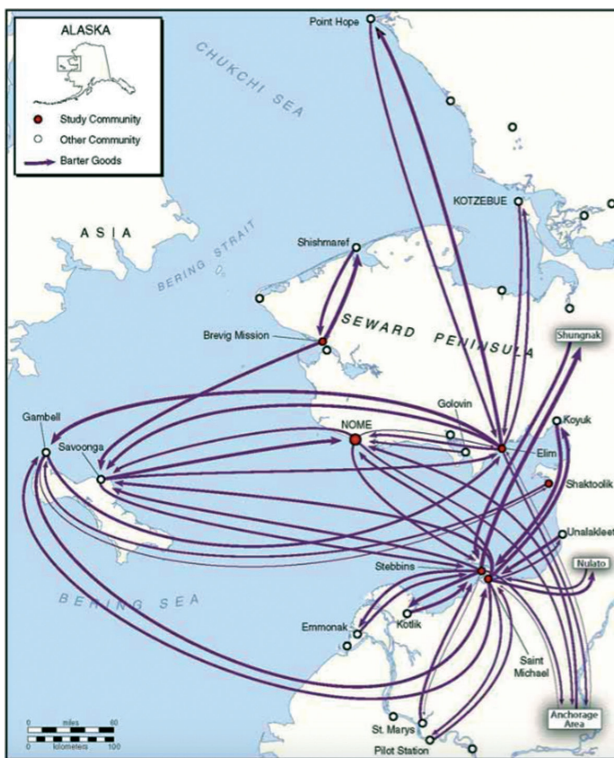 ALASKA
Study Community
Other Community
Barter Goods
Point Hope
CHUKCHI SEA
KOTZEBUE
ASIA
BERING STRAIT
Shishmaref
Brevig Mission
SEWARD PENINSULA
Shungnak
Golovin
Koyuk
NOME
Gambell
Savoonga
Elim
Shaktoolik
Unalakleet
Stebbins
Nulato
BERING SEA
Emmonak
Kotlik
Saint
Michael
St. Marys
Anchorage
Area
Pilot Station
0 miles 60
0 kilometers 100